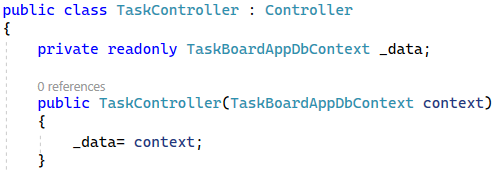 public class TaskController : Controller
{
    private readonly TaskBoardAppDbContext _data;
    0 references
    public TaskController(TaskBoardAppDbContext context)
    {
        _data= context;
    }